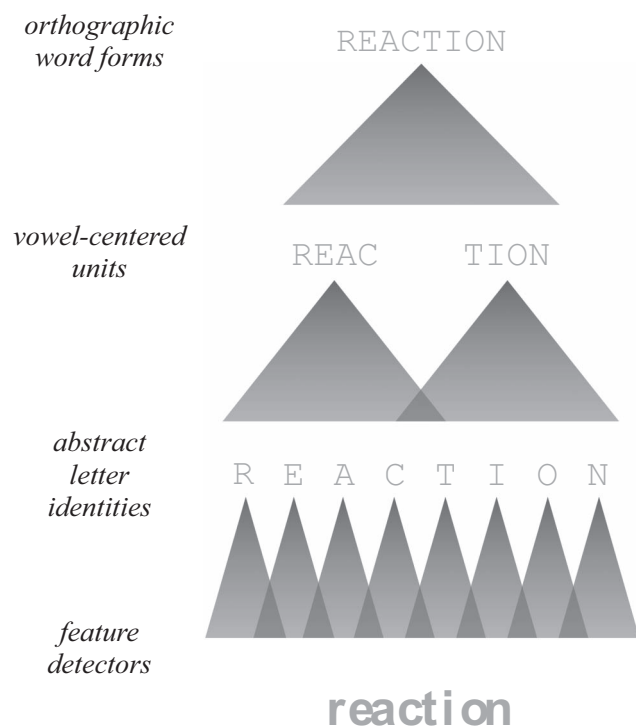 orthographic
word forms
REACTION
vowel-centered
units
REAC TION
abstract
letter
identities
R E A C T I O N
feature
detectors
reaction